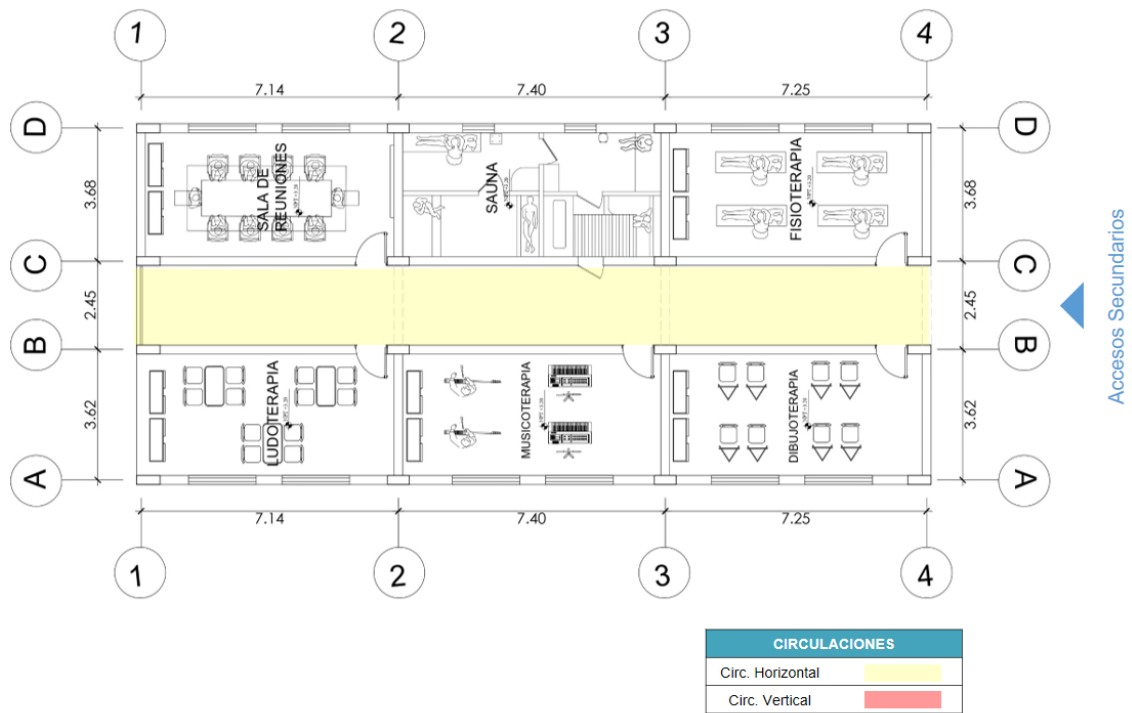 1
2
3
4
7.14
7.40
7.25
D
D
3.68
3.68
SALA DE
REUNIONES
SAUNA
FISIOTERAPIA
C
C
2.45
2.45
Accesos Secundarios
B
B
3.62
3.62
LUDOTERAPIA
MUSICOTERAPIA
DIBUJOTERAPIA
A
A
7.14
7.40
7.25
1
2
3
4
CIRCULACIONES
Circ. Horizontal
Circ. Vertical